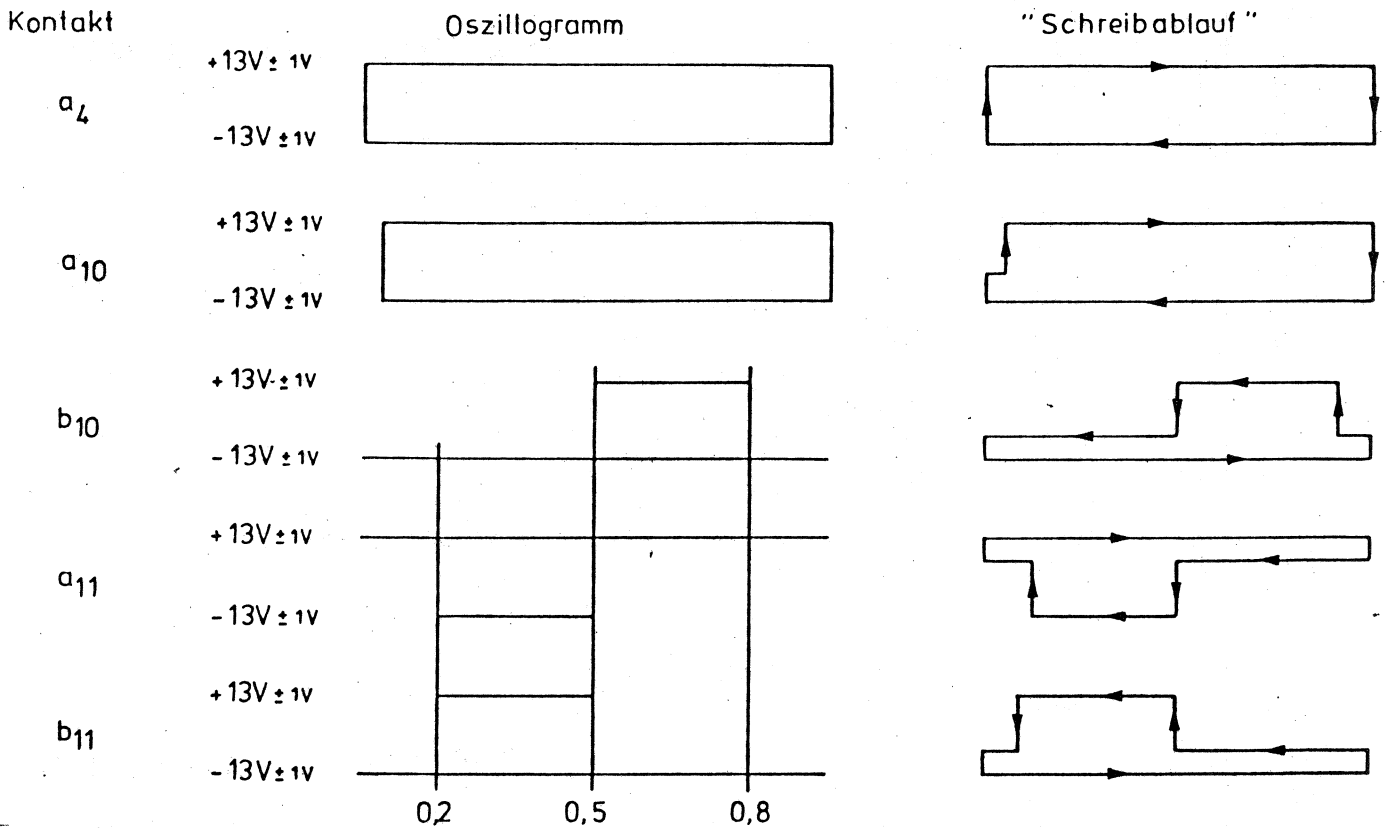 Kontakt Oszillogramm "Schreibablauf"
+13V ± 1V
a4
-13V ± 1V
+13V ± 1V
a10
-13V ± 1V
+13V ± 1V
b10
-13V ± 1V
+13V ± 1V
a11
-13V ± 1V
+13V ± 1V
b11
-13V ± 1V
0,2 0,5 0,8